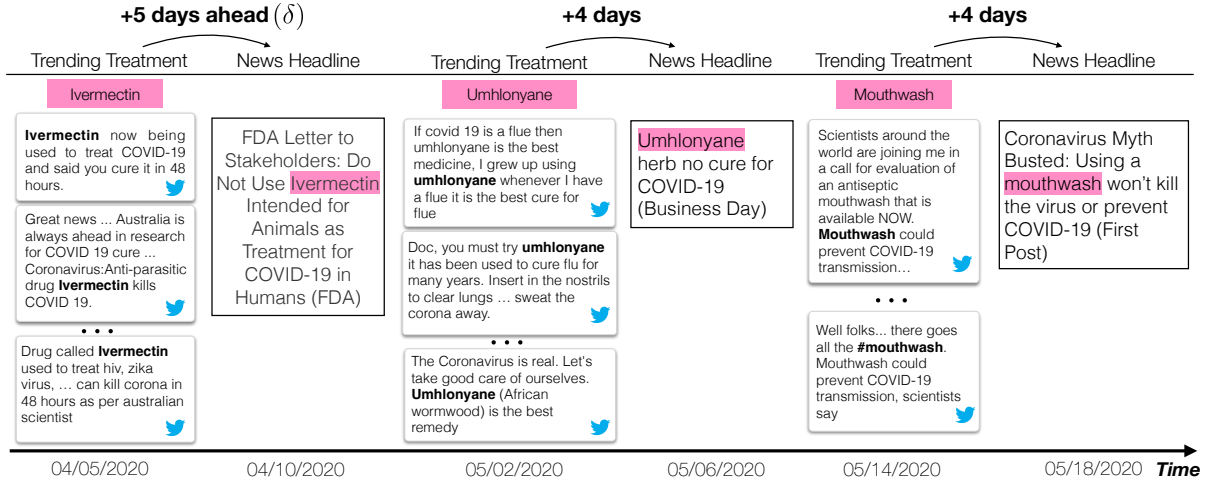 +5 days ahead (δ)
+4 days
+4 days
Trending Treatment
News Headline
Trending Treatment
News Headline
Trending Treatment
News Headline
Ivermectin
Ivermectin now being
used to treat COVID-19
and said you cure it in 48
hours.
Great news ... Australia is
always ahead in research
for COVID 19 cure ...
Coronavirus:Anti-parasitic
drug Ivermectin kills
COVID 19.
...
Drug called Ivermectin
used to treat hiv, zika
virus, ... can kill corona in
48 hours as per australian
scientist
FDA Letter to
Stakeholders: Do
Not Use Ivermectin
Intended for
Animals as
Treatment for
COVID-19 in
Humans (FDA)
Umhlonyane
If covid 19 is a flue then
umhlonyane is the best
medicine, I grew up using
umhlonyane whenever I have
a flue it is the best cure for
flue
Doc, you must try umhlonyane
it has been used to cure flu for
many years. Insert in the nostrils
to clear lungs ... sweat the
corona away.
...
The Coronavirus is real. Let's
take good care of ourselves.
Umhlonyane (African
wormwood) is the best
remedy
Umhlonyane
herb no cure for
COVID-19
(Business Day)
Mouthwash
Scientists around the
world are joining me in
a call for evaluation of
an antiseptic
mouthwash that is
available NOW.
Mouthwash could
prevent COVID-19
transmission...
...
Well folks... there goes
all the #mouthwash.
Mouthwash could
prevent COVID-19
transmission, scientists
say
Coronavirus Myth
Busted: Using a
mouthwash won't kill
the virus or prevent
COVID-19 (First
Post)
04/05/2020
04/10/2020
05/02/2020
05/06/2020
05/14/2020
05/18/2020
Time